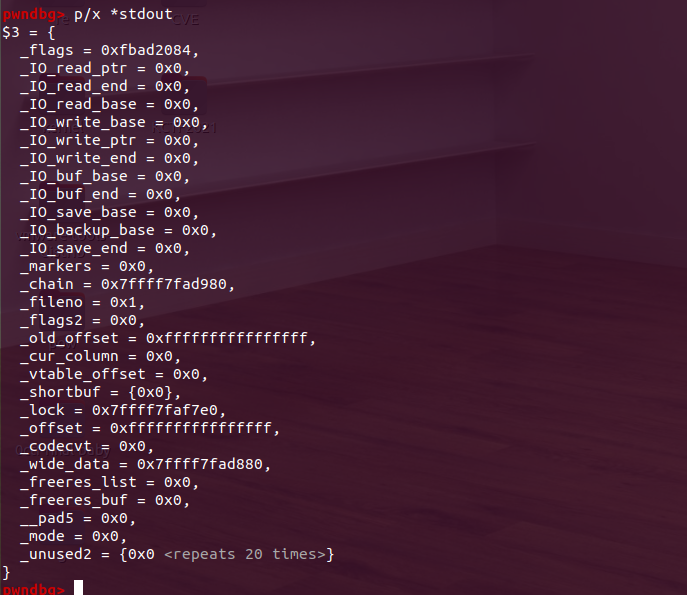 pwndbg> p/x *stdout
$3 = {
_flags = 0xfbad2084,
_IO_read_ptr = 0x0,
_IO_read_end = 0x0,
_IO_read_base = 0x0,
_IO_write_base = 0x0,
_IO_write_ptr = 0x0,
_IO_write_end = 0x0,
_IO_buf_base = 0x0,
_IO_buf_end = 0x0,
_IO_save_base = 0x0,
_IO_backup_base = 0x0,
_IO_save_end = 0x0,
_markers = 0x0,
_chain = 0x7ffff7fad980,
_fileno = 0x1,
_flags2 = 0x0,
_old_offset = 0xffffffffffffffff,
_cur_column = 0x0,
_vtable_offset = 0x0,
_shortbuf = {0x0},
_lock = 0x7ffff7faf7e0,
_offset = 0xffffffffffffffff,
_codecvt = 0x0,
_wide_data = 0x7ffff7fad880,
_freeres_list = 0x0,
_freeres_buf = 0x0,
__pad5 = 0x0,
_mode = 0x0,
_unused2 = {0x0 <repeats 20 times>}
}
pwndbg>